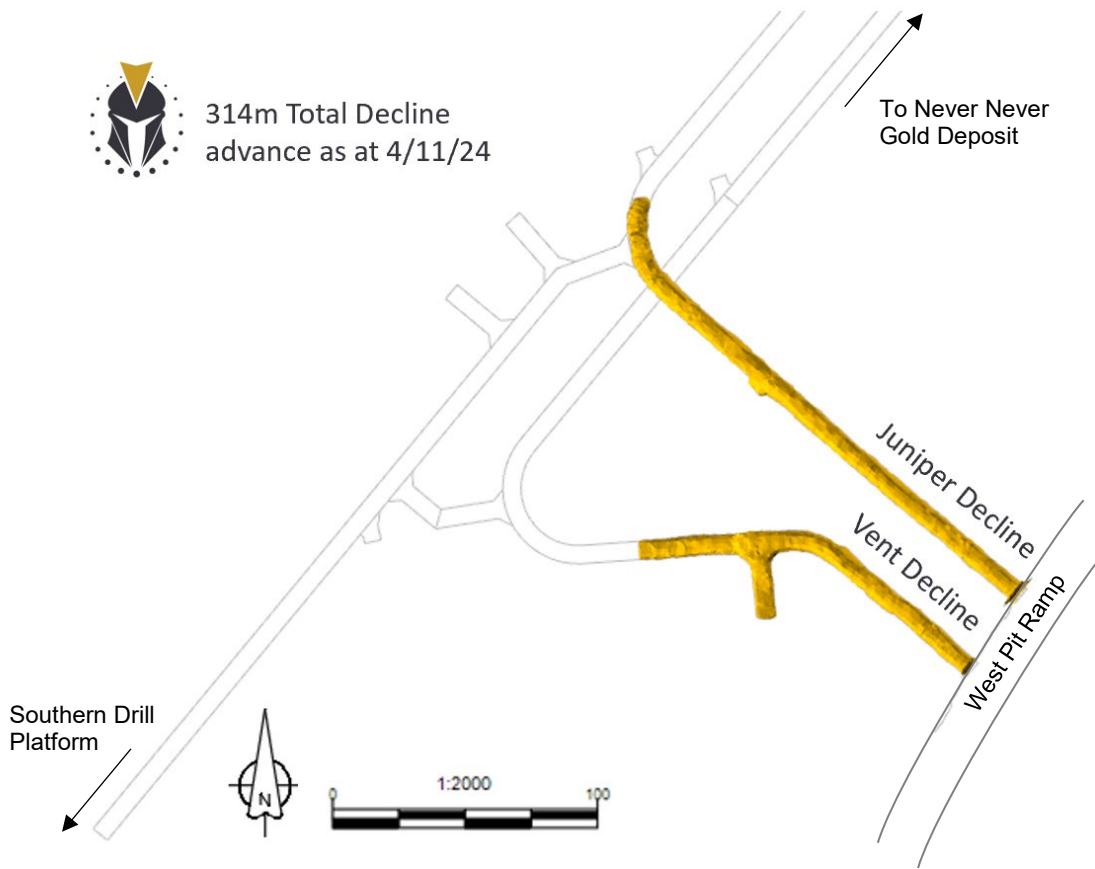 314m Total Decline
advance as at 4/11/24
To Never Never
Gold Deposit
Juniper Decline
Vent Decline
West Pit Ramp
Southern Drill
Platform
N
1:2000
0
100